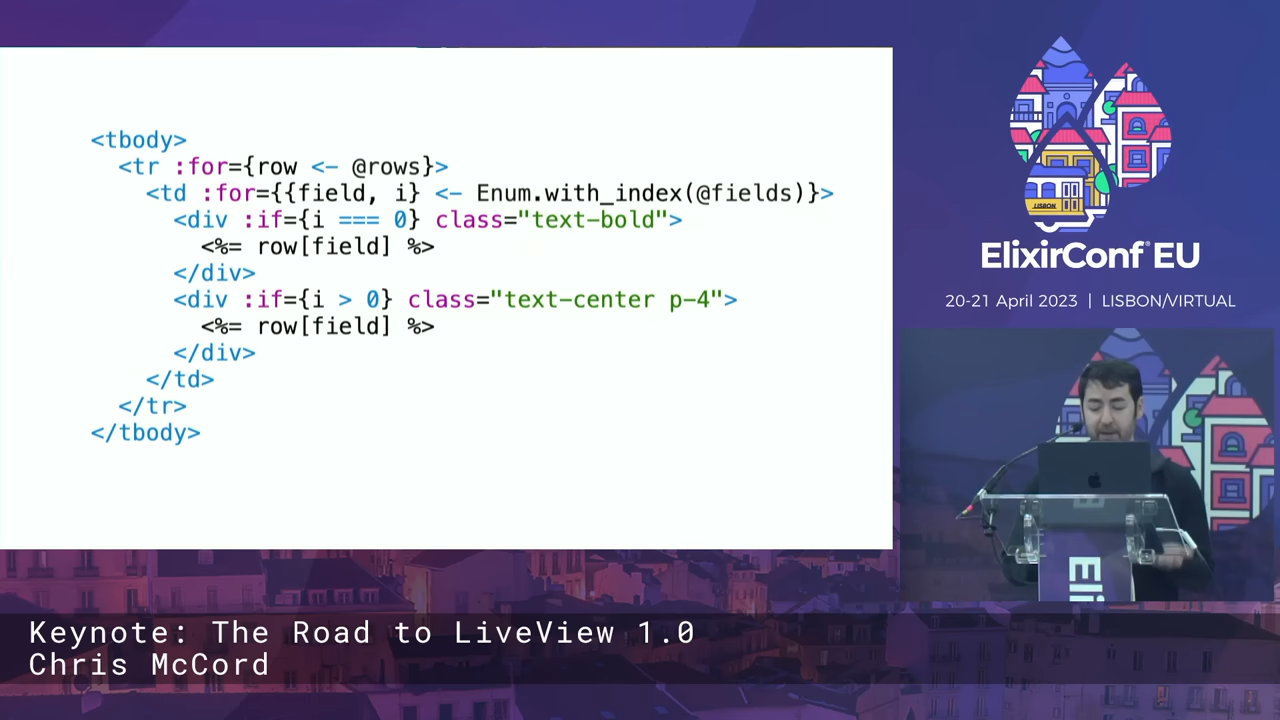 <tbody>
  <tr :for={row <- @rows}>
    <td :for={{field, i} <- Enum.with_index(@fields)}>
      <div :if={i === 0} class="text-bold">
        <%= row[field] %>
      </div>
      <div :if={i > 0} class="text-center p-4">
        <%= row[field] %>
      </div>
    </td>
  </tr>
</tbody>
LISBON
ElixirConf® EU
20-21 April 2023 | LISBON/VIRTUAL
Eli
Keynote: The Road to LiveView 1.0
Chris McCord